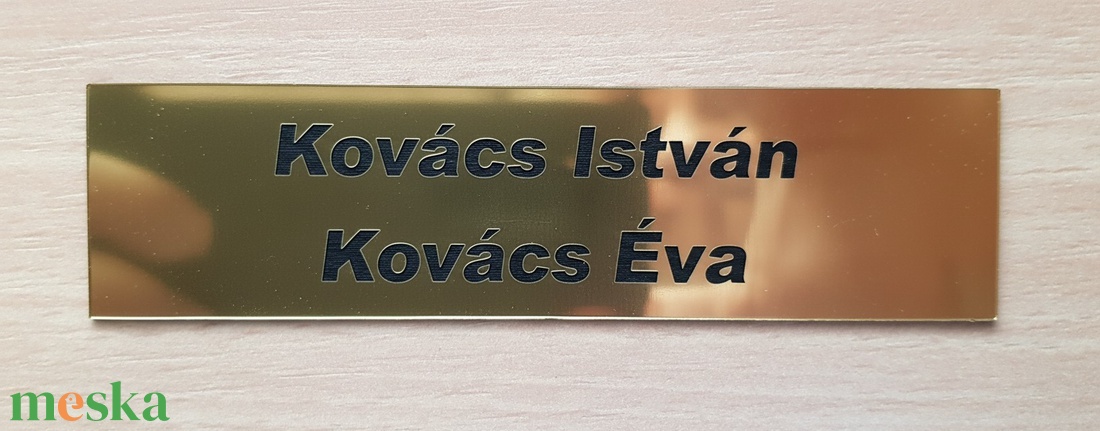 Kovács István
Kovács Éva
meska